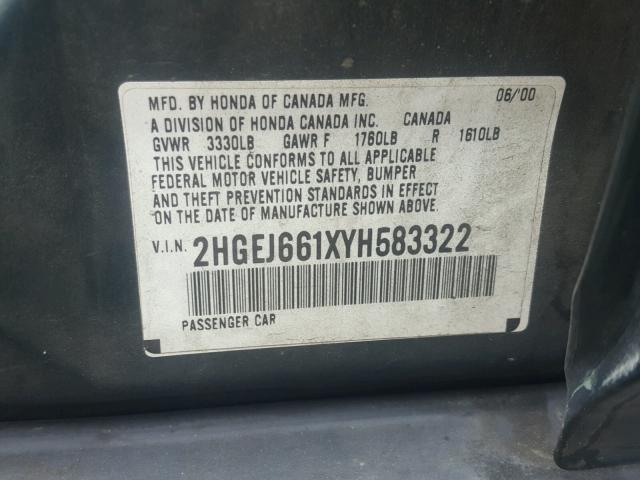 MFD. BY HONDA OF CANADA MFG. 06/'00
A DIVISION OF HONDA CANADA INC. CANADA
GVWR 3330LB GAWR F 1760LB R 1610LB
THIS VEHICLE CONFORMS TO ALL APPLICABLE
FEDERAL MOTOR VEHICLE SAFETY, BUMPER
AND THEFT PREVENTION STANDARDS IN EFFECT
ON THE DATE OF MANUFACTURE SHOWN ABOVE.
V.I.N. 2HGEJ661XYH583322
PASSENGER CAR